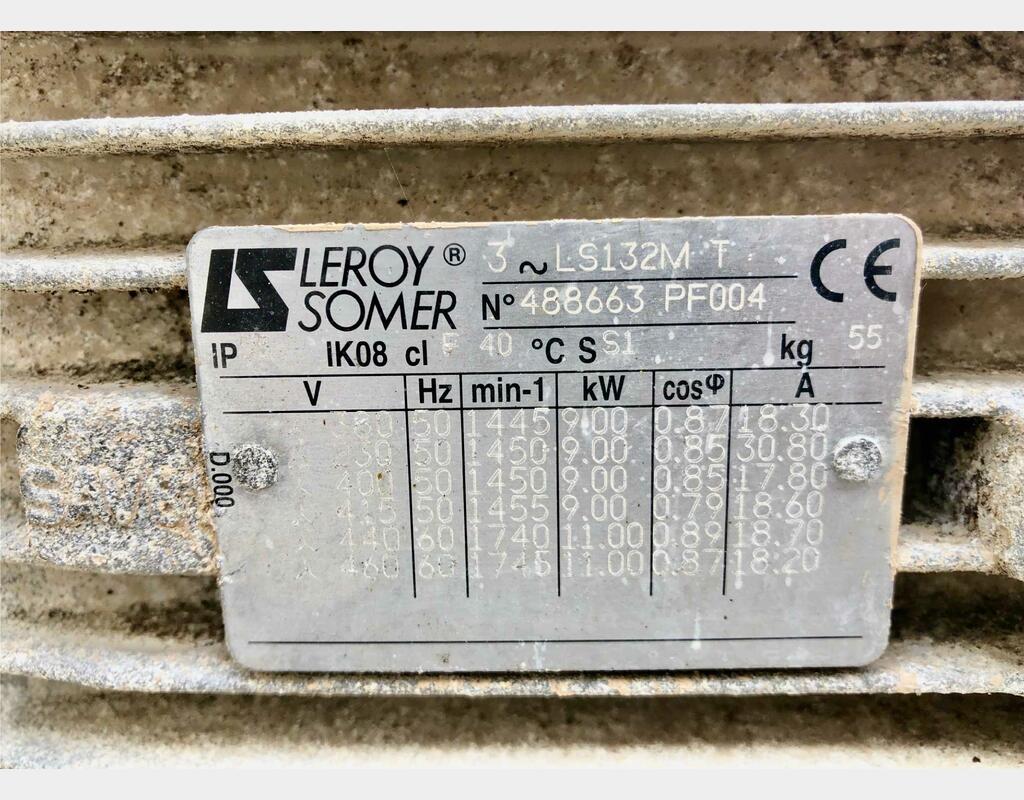 LS LEROY® 3 ~ LS132M T
SOMER N° 488663 PF004
CE
IP IK08 cl F 40 °C S S1 kg 55
V Hz min-1 kW cosφ A
380 50 1445 9.00 0.87 18.30
50 1450 9.00 0.85 30.80
λ 400 50 1450 9.00 0.85 17.80
λ 415 50 1455 9.00 0.79 18.60
λ 440 60 1740 11.00 0.89 18.70
λ 460 60 1745 11.00 0.87 18.20
D.000